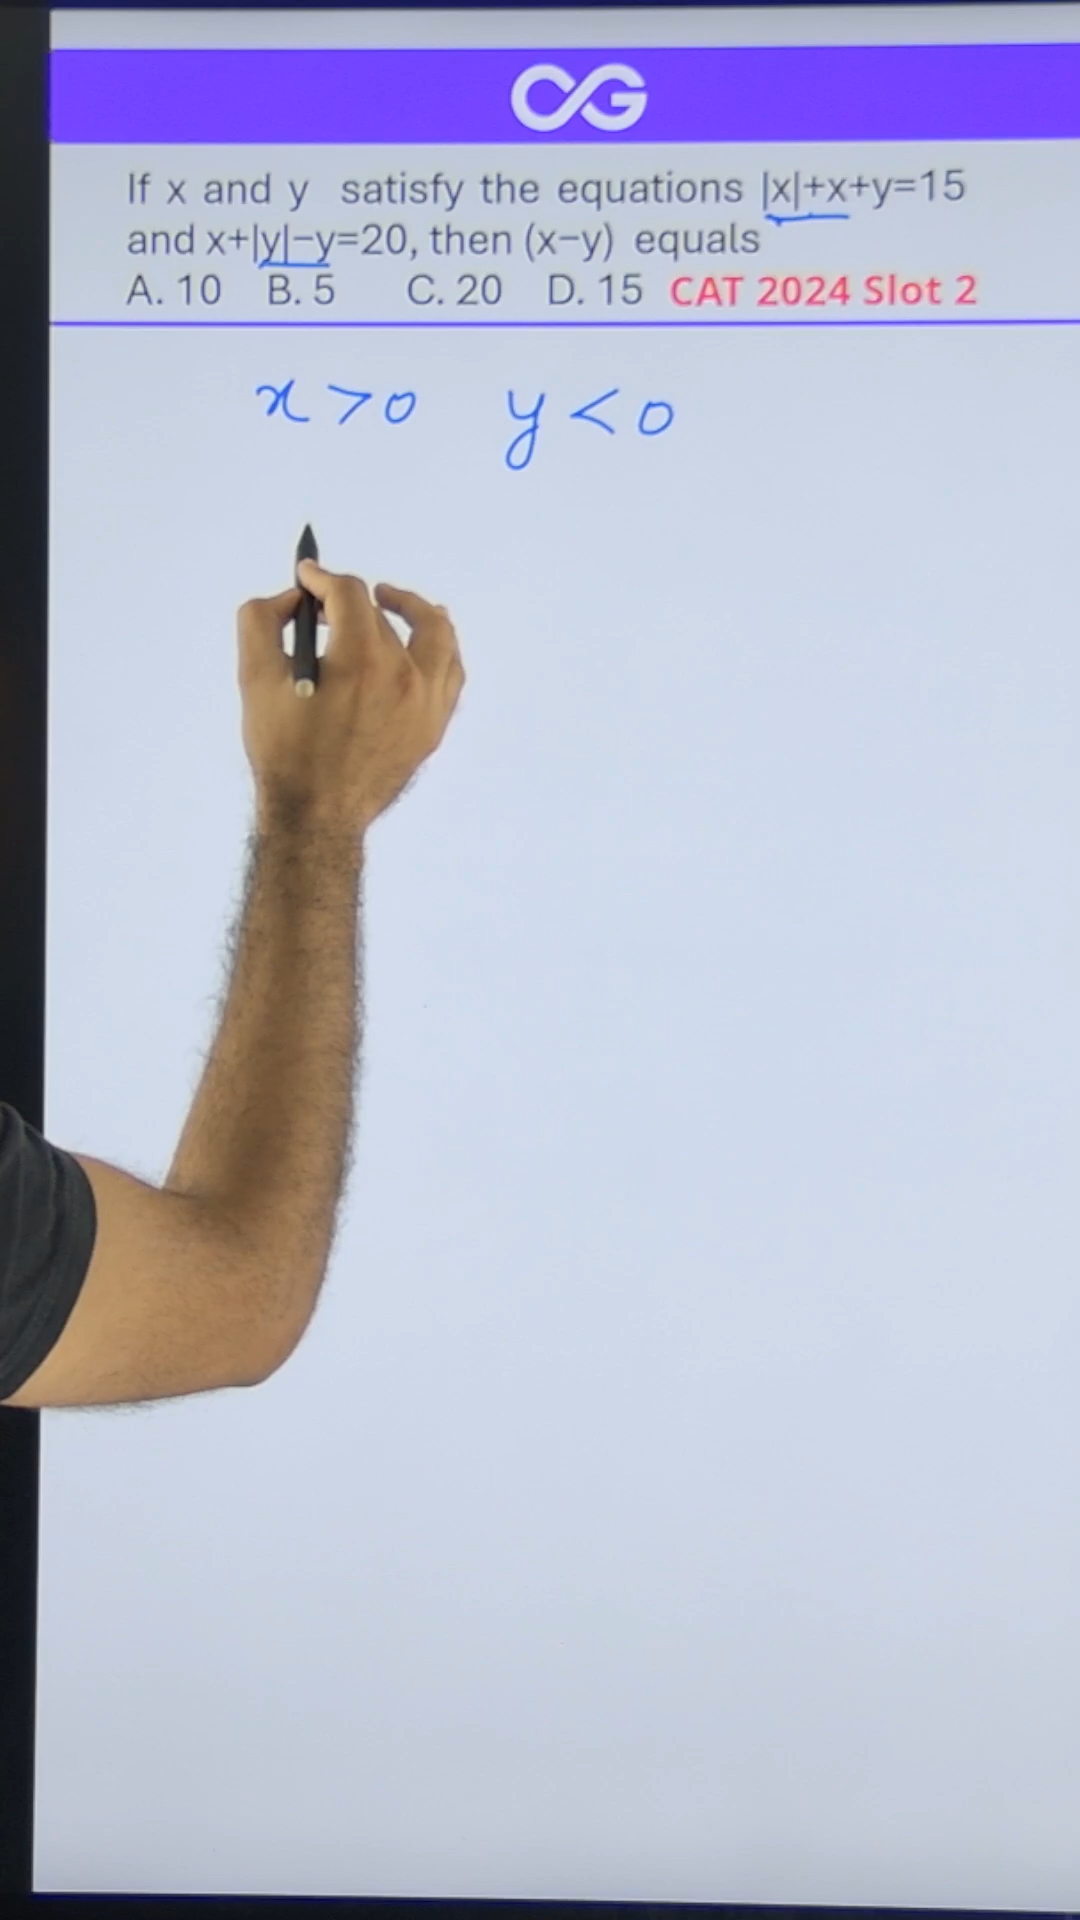 CG
If x and y satisfy the equations |x|+x+y=15
and x+|y|-y=20, then (x-y) equals
A. 10 B. 5 C. 20 D. 15 CAT 2024 Slot 2
x > 0 y < 0